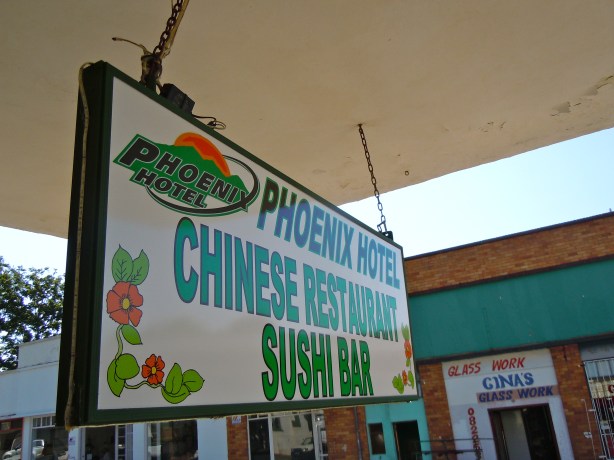 PHOENIX
HOTEL
PHOENIX HOTEL
CHINESE RESTAURANT
SUSHI BAR
GLASS WORK
GINA'S
GLASS WORK